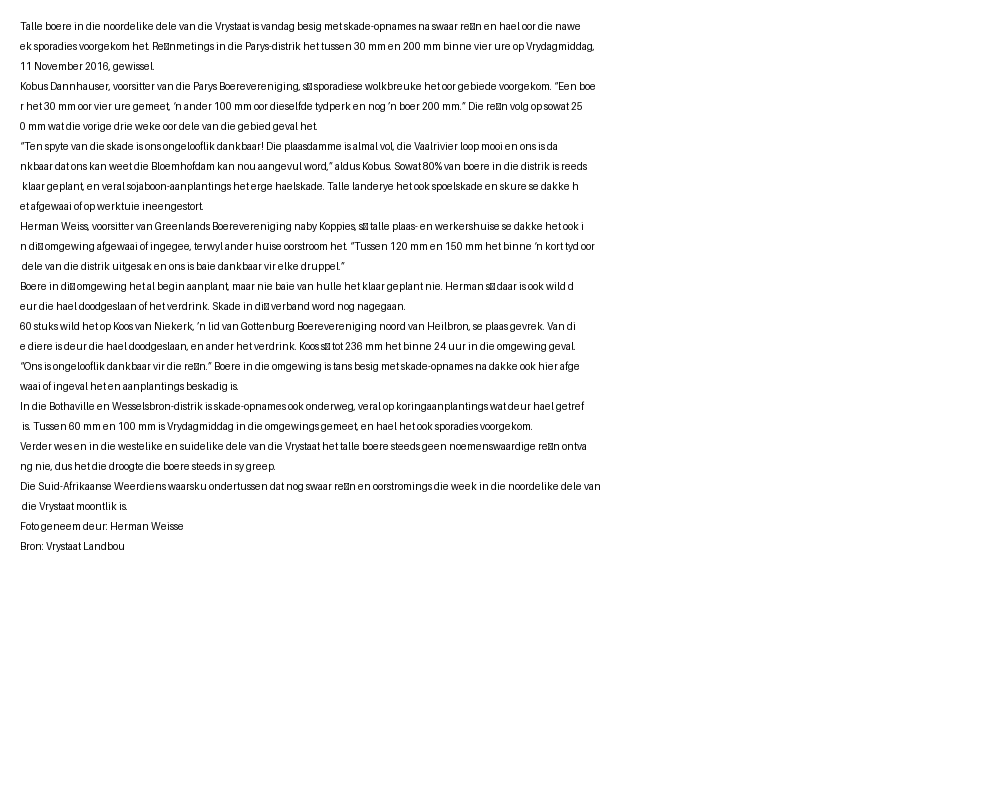 Talle boere in die noordelike dele van die Vrystaat is vandag besig met skade-opnames na swaar re□n en hael oor die nawe
ek sporadies voorgekom het. Re□nmetings in die Parys-distrik het tussen 30 mm en 200 mm binne vier ure op Vrydagmiddag,
11 November 2016, gewissel.
Kobus Dannhauser, voorsitter van die Parys Boerevereniging, s□ sporadiese wolkbreuke het oor gebiede voorgekom. “Een boe
r het 30 mm oor vier ure gemeet, ’n ander 100 mm oor dieselfde tydperk en nog ’n boer 200 mm.” Die re□n volg op sowat 25
0 mm wat die vorige drie weke oor dele van die gebied geval het.
“Ten spyte van die skade is ons ongelooflik dankbaar! Die plaasdamme is almal vol, die Vaalrivier loop mooi en ons is da
nkbaar dat ons kan weet die Bloemhofdam kan nou aangevul word,” aldus Kobus. Sowat 80% van boere in die distrik is reeds
klaar geplant, en veral sojaboon-aanplantings het erge haelskade. Talle landerye het ook spoelskade en skure se dakke h
et afgewaai of op werktuie ineengestort.
Herman Weiss, voorsitter van Greenlands Boerevereniging naby Koppies, s□ talle plaas- en werkershuise se dakke het ook i
n di□ omgewing afgewaai of ingegee, terwyl ander huise oorstroom het. “Tussen 120 mm en 150 mm het binne ’n kort tyd oor
dele van die distrik uitgesak en ons is baie dankbaar vir elke druppel.”
Boere in di□ omgewing het al begin aanplant, maar nie baie van hulle het klaar geplant nie. Herman s□ daar is ook wild d
eur die hael doodgeslaan of het verdrink. Skade in di□ verband word nog nagegaan.
60 stuks wild het op Koos van Niekerk, ’n lid van Gottenburg Boerevereniging noord van Heilbron, se plaas gevrek. Van di
e diere is deur die hael doodgeslaan, en ander het verdrink. Koos s□ tot 236 mm het binne 24 uur in die omgewing geval.
“Ons is ongelooflik dankbaar vir die re□n.” Boere in die omgewing is tans besig met skade-opnames na dakke ook hier afge
waai of ingeval het en aanplantings beskadig is.
In die Bothaville en Wesselsbron-distrik is skade-opnames ook onderweg, veral op koringaanplantings wat deur hael getref
is. Tussen 60 mm en 100 mm is Vrydagmiddag in die omgewings gemeet, en hael het ook sporadies voorgekom.
Verder wes en in die westelike en suidelike dele van die Vrystaat het talle boere steeds geen noemenswaardige re□n ontva
ng nie, dus het die droogte die boere steeds in sy greep.
Die Suid-Afrikaanse Weerdiens waarsku ondertussen dat nog swaar re□n en oorstromings die week in die noordelike dele van
die Vrystaat moontlik is.
Foto geneem deur: Herman Weisse
Bron: Vrystaat Landbou